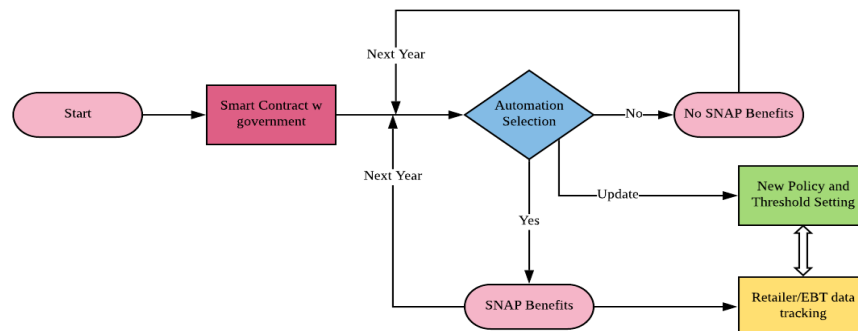 Next Year
Start
Smart Contract w
government
Automation
Selection
No
No SNAP Benefits
Next Year
Update
New Policy and
Threshold Setting
Yes
SNAP Benefits
Retailer/EBT data
tracking